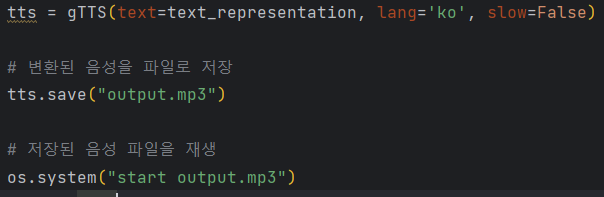 tts = gTTS(text=text_representation, lang='ko', slow=False)
# 변환된 음성을 파일로 저장
tts.save("output.mp3")
# 저장된 음성 파일을 재생
os.system("start output.mp3")